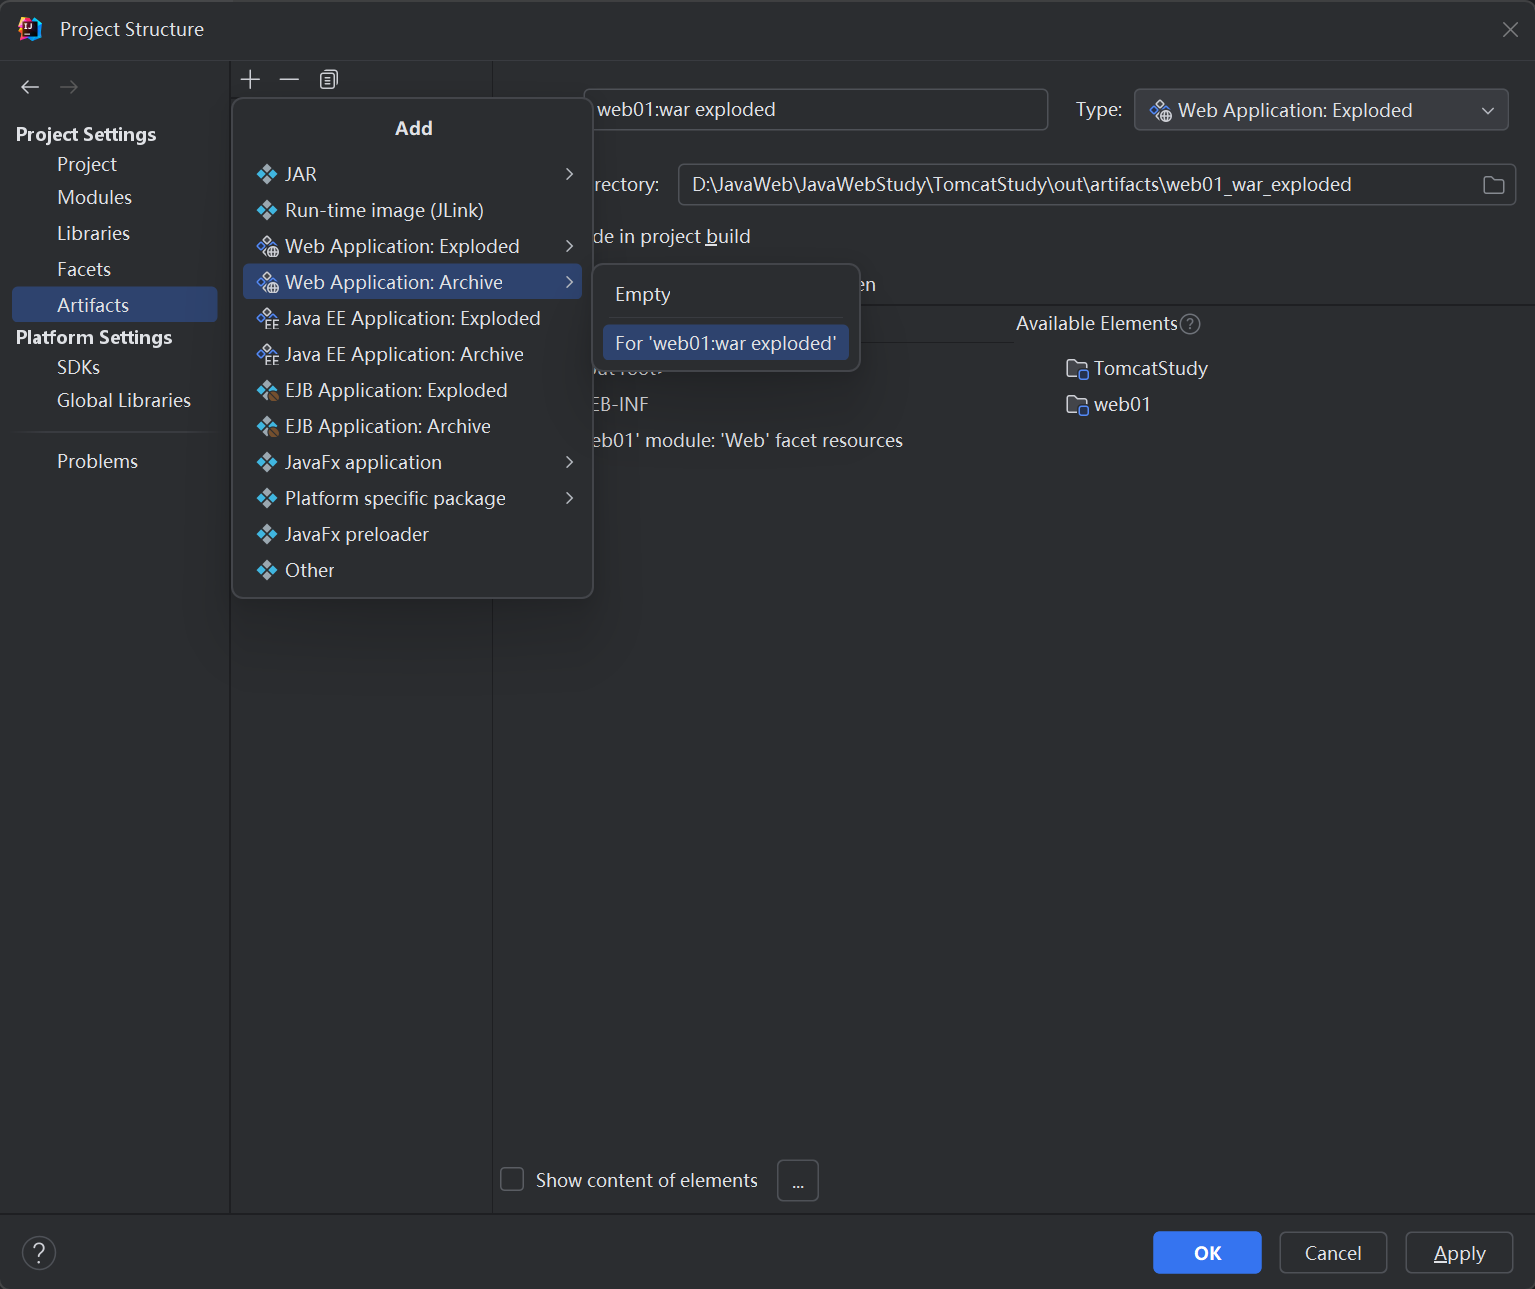 Project Structure
Project Settings
Project
Modules
Libraries
Facets
Artifacts
Platform Settings
SDKs
Global Libraries
Problems
Add
JAR
Run-time image (JLink)
Web Application: Exploded
Web Application: Archive
Java EE Application: Exploded
Java EE Application: Archive
EJB Application: Exploded
EJB Application: Archive
JavaFx application
Platform specific package
JavaFx preloader
Other
Empty
For 'web01:war exploded'
web01:war exploded
Type: Web Application: Exploded
rectory: D:\JavaWeb\JavaWebStudy\TomcatStudy\out\artifacts\web01_war_exploded
de in project build
en
Available Elements ?
TomcatStudy
web01
EB-INF
eb01' module: 'Web' facet resources
Show content of elements ...
? OK Cancel Apply